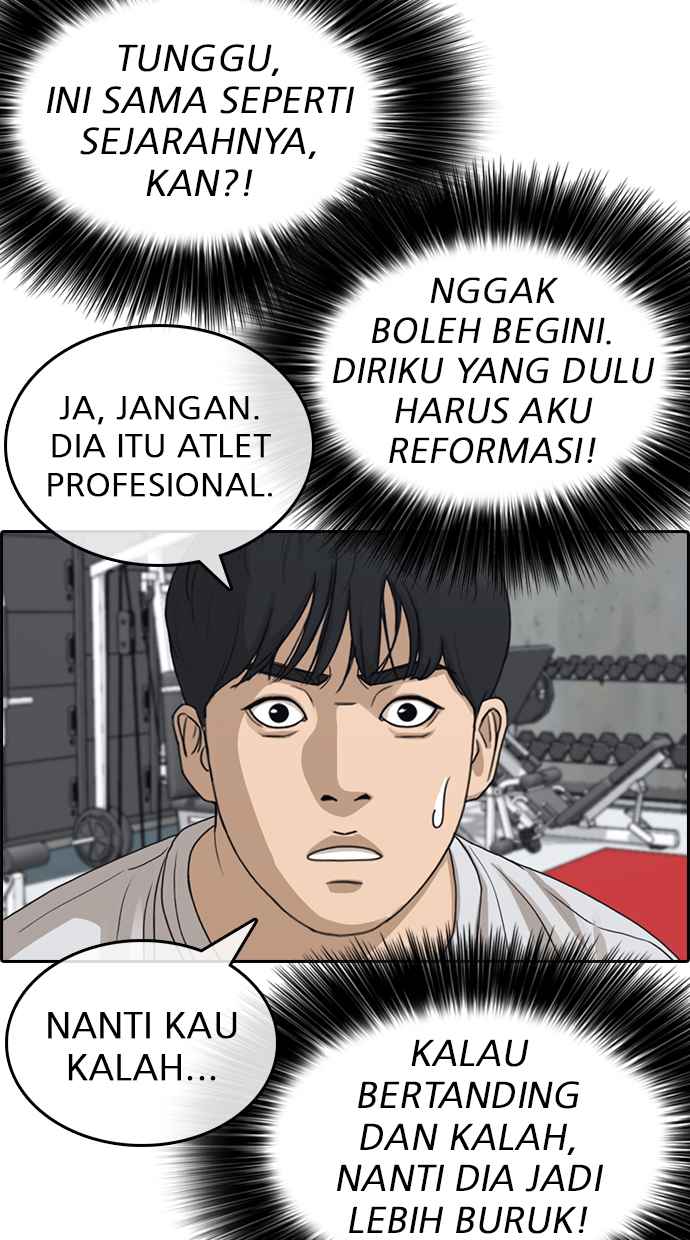 TUNGGU,
INI SAMA SEPERTI
SEJARAHNYA,
KAN?!
NGGAK
BOLEH BEGINI.
DIRIKU YANG DULU
HARUS AKU
REFORMASI!
JA, JANGAN.
DIA ITU ATLET
PROFESIONAL.
NANTI KAU
KALAH...
KALAU
BERTANDING
DAN KALAH,
NANTI DIA JADI
LEBIH BURUK!